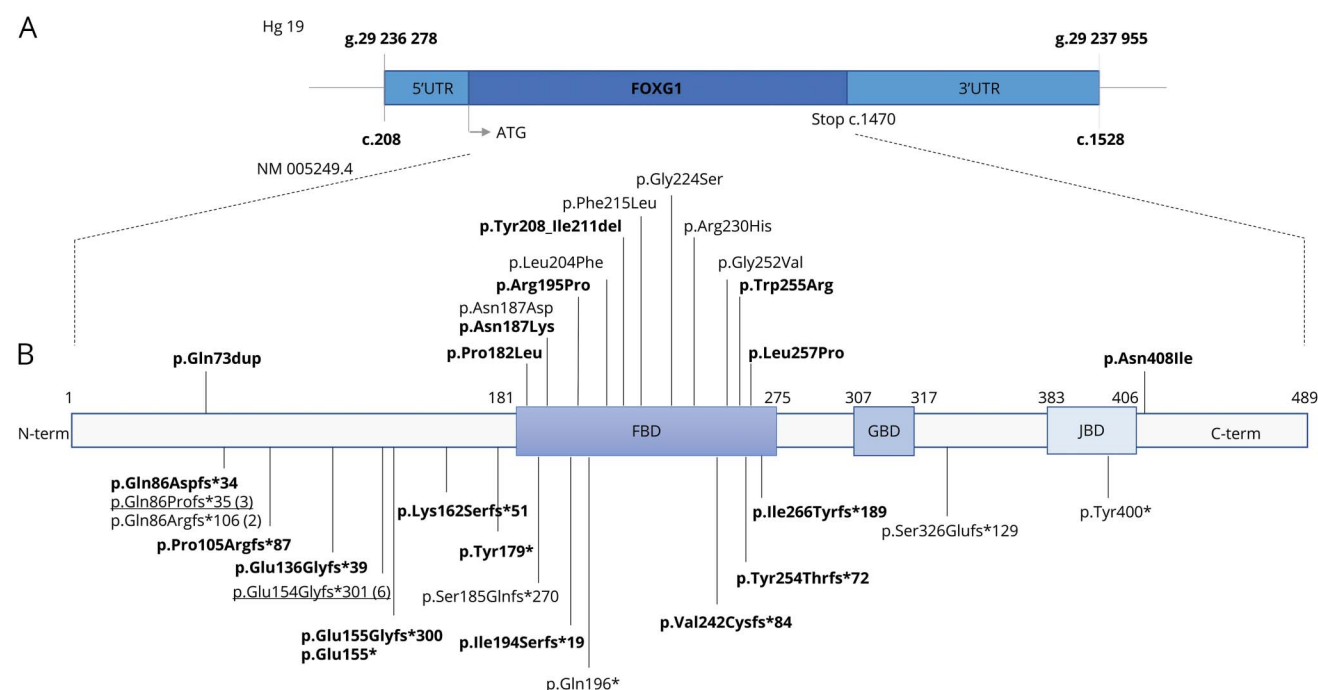 A
Hg 19
g.29 236 278
g.29 237 955
5'UTR
FOXG1
3'UTR
Stop c.1470
ATG
c.208
c.1528
NM 005249.4
p.Gly224Ser
p.Phe215Leu
p.Tyr208_Ile211del
p.Arg230His
p.Leu204Phe
p.Gly252Val
p.Arg195Pro
p.Trp255Arg
p.Asn187Asp
p.Asn187Lys
B
p.Pro182Leu
p.Leu257Pro
p.Gln73dup
p.Asn408Ile
1
181
275
307
317
383
406
489
N-term
FBD
GBD
JBD
C-term
p.Gln86Aspfs*34
p.Gln86Profs*35 (3)
p.Gln86Argfs*106 (2)
p.Pro105Argfs*87
p.Glu136Glyfs*39
p.Glu154Glyfs*301 (6)
p.Glu155Glyfs*300
p.Glu155*
p.Lys162Serfs*51
p.Tyr179*
p.Ser185Glnfs*270
p.Ile194Serfs*19
p.Gln196*
p.Val242Cysfs*84
p.Tyr254Thrfs*72
p.Ile266Tyrfs*189
p.Ser326Glufs*129
p.Tyr400*